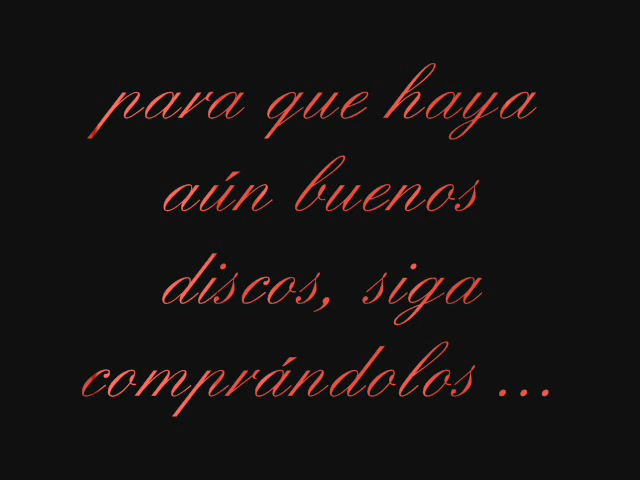 para que haya
aún buenos
discos, siga
comprándolos ...